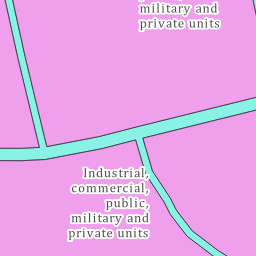 military and
private units
Industrial,
commercial,
public,
military and
private units